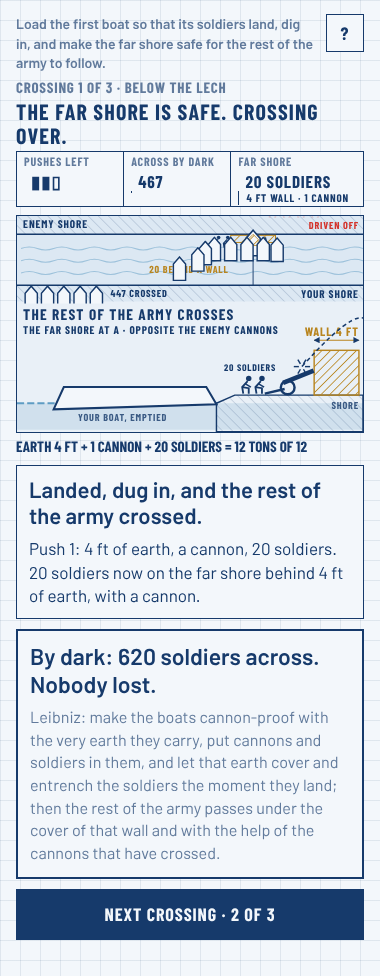 Load the first boat so that its soldiers land, dig
in, and make the far shore safe for the rest of the
army to follow.
?
CROSSING 1 OF 3 · BELOW THE LECH
THE FAR SHORE IS SAFE. CROSSING
OVER.
PUSHES LEFT
ACROSS BY DARK
467
FAR SHORE
20 SOLDIERS
4 FT WALL · 1 CANNON
ENEMY SHORE
DRIVEN OFF
20 BE WALL
447 CROSSED
YOUR SHORE
THE REST OF THE ARMY CROSSES
THE FAR SHORE AT A · OPPOSITE THE ENEMY CANNONS
WALL 4 FT
20 SOLDIERS
SHORE
YOUR BOAT, EMPTIED
EARTH 4 FT + 1 CANNON + 20 SOLDIERS = 12 TONS OF 12
Landed, dug in, and the rest of
the army crossed.
Push 1: 4 ft of earth, a cannon, 20 soldiers.
20 soldiers now on the far shore behind 4 ft
of earth, with a cannon.
By dark: 620 soldiers across.
Nobody lost.
Leibniz: make the boats cannon-proof with
the very earth they carry, put cannons and
soldiers in them, and let that earth cover and
entrench the soldiers the moment they land;
then the rest of the army passes under the
cover of that wall and with the help of the
cannons that have crossed.
NEXT CROSSING · 2 OF 3